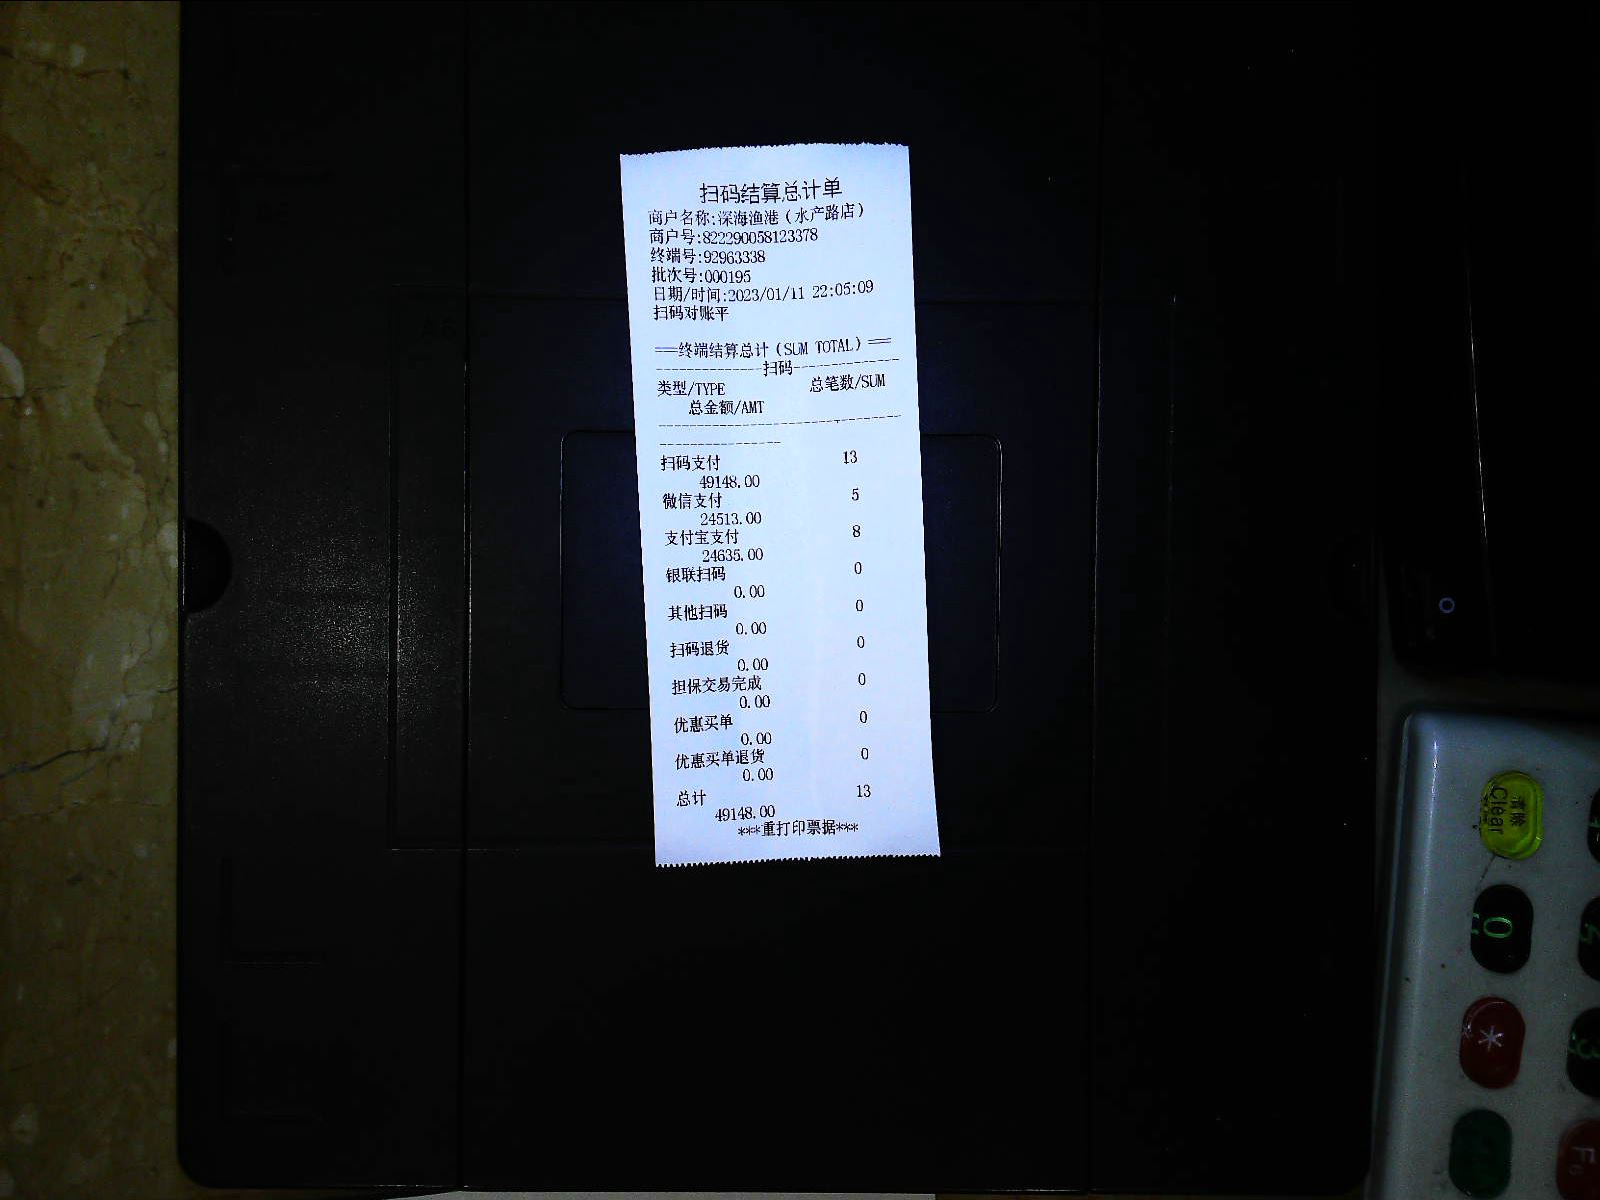 扫码结算总计单
商户名称:深海渔港(水产路店)
商户号:822290058123378
终端号:92963338
批次号:000195
日期/时间:2023/01/11 22:05:09
扫码对账平
===终端结算总计(SUM TOTAL)===
---------------扫码---------------
类型/TYPE 总笔数/SUM
总金额/AMT
扫码支付 13
49148.00
微信支付 5
24513.00
支付宝支付 8
24635.00
银联扫码 0
0.00
其他扫码 0
0.00
扫码退货 0
0.00
担保交易完成 0
0.00
优惠买单 0
0.00
优惠买单退货 0
0.00
总计 13
49148.00
***重打印票据***
Clear
0
*